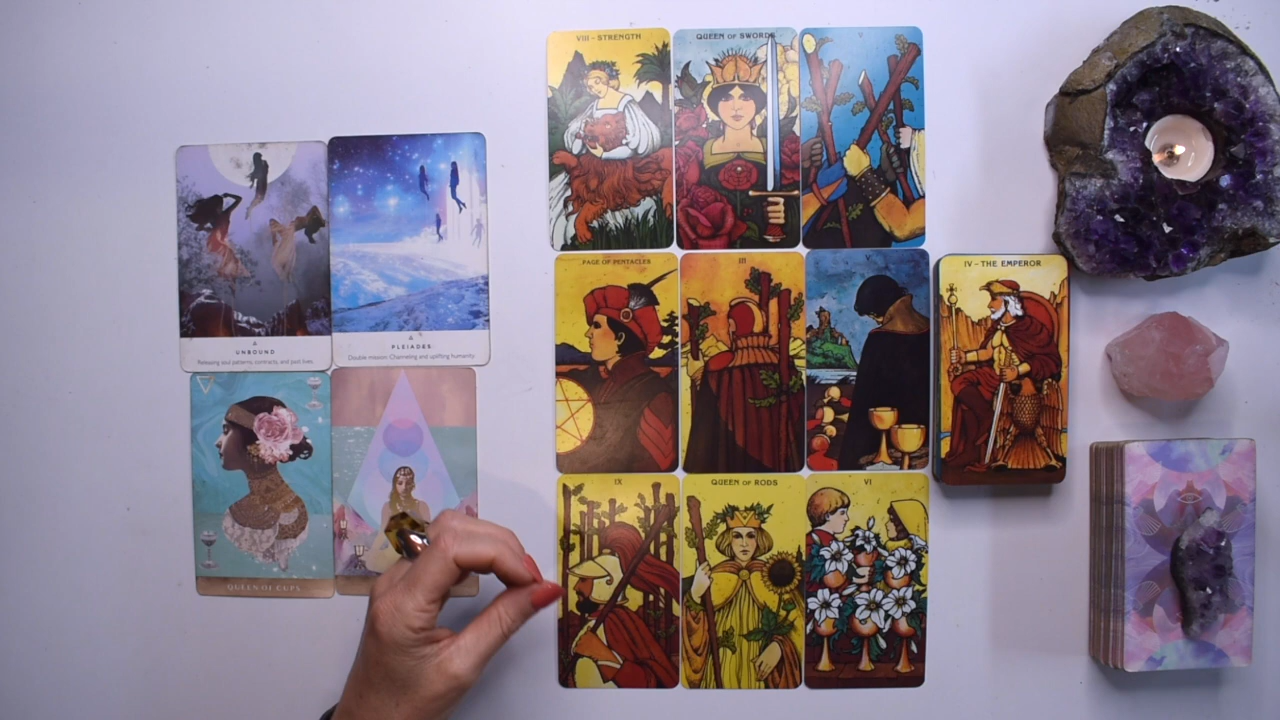 VIII - STRENGTH
QUEEN OF SWORDS
V
UNBOUND
Releasing soul patterns, contracts, and past lives.
PLEIADES
Double mission. Channeling and uplifting humanity.
PAGE OF PENTACLES
III
V
IV - THE EMPEROR
QUEEN OF CUPS
IX
QUEEN OF RODS
VI